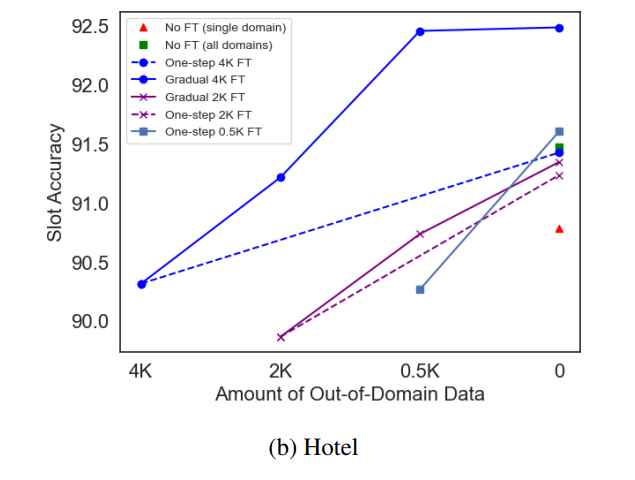 92.5
92.0
91.5
91.0
90.5
90.0
Slot Accuracy
No FT (single domain)
No FT (all domains)
One-step 4K FT
Gradual 4K FT
Gradual 2K FT
One-step 2K FT
One-step 0.5K FT
4K 2K 0.5K 0
Amount of Out-of-Domain Data
(b) Hotel